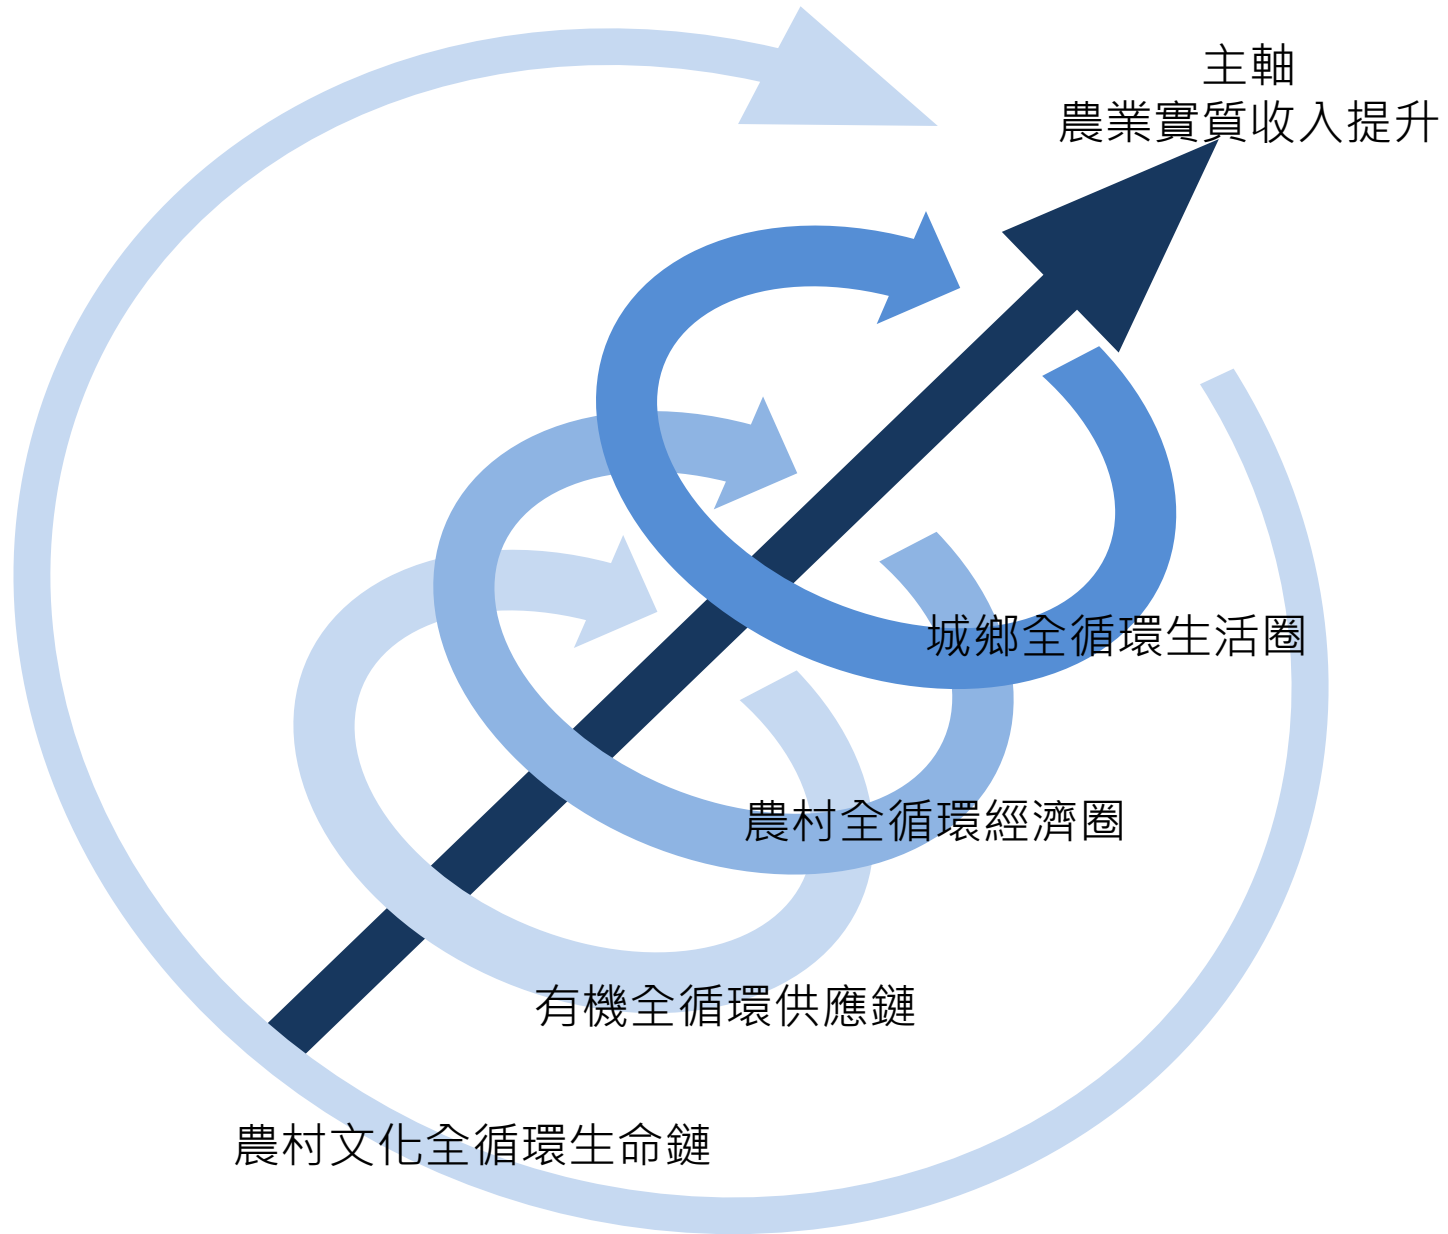 主軸
農業實質收入提升
城鄉全循環生活圈
農村全循環經濟圈
有機全循環供應鏈
農村文化全循環生命鏈